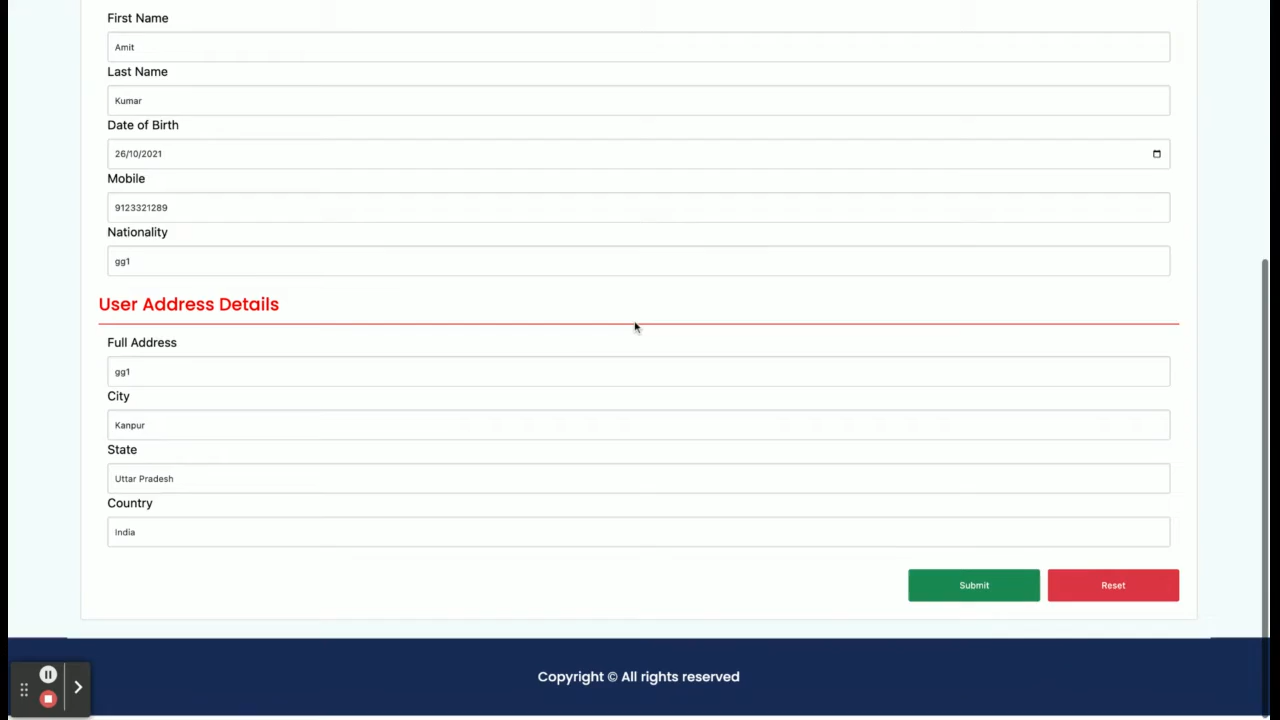 First Name
Amit
Last Name
Kumar
Date of Birth
26/10/2021
Mobile
9123321289
Nationality
gg1
User Address Details
Full Address
gg1
City
Kanpur
State
Uttar Pradesh
Country
India
Submit Reset
Copyright © All rights reserved